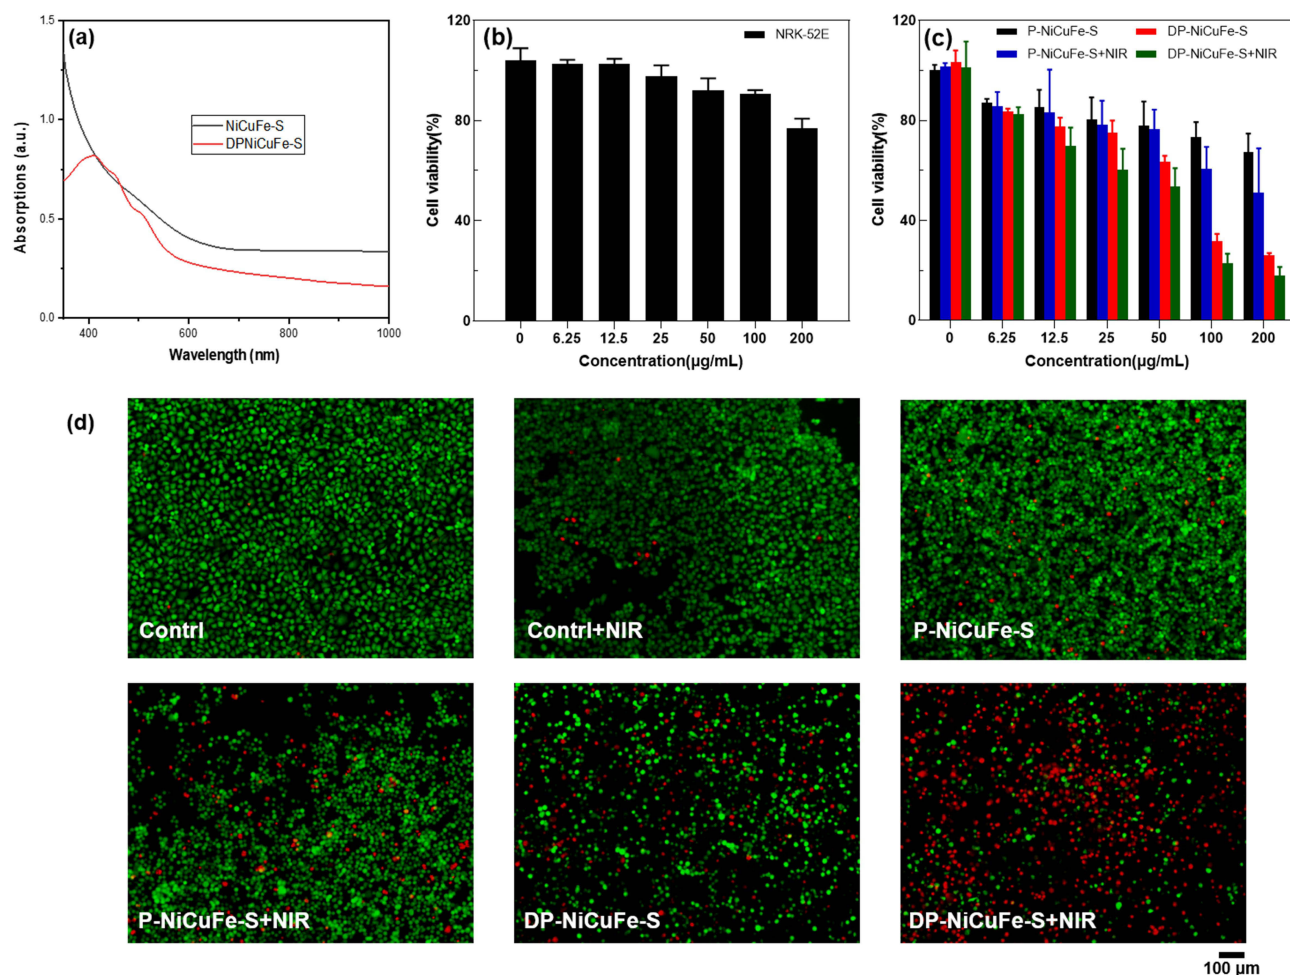 (a)
1.5
1.0
0.5
0.0
Absorptions (a.u.)
NiCuFe-S
DPNiCuFe-S
400 600 800 1000
Wavelength (nm)
(b)
NRK-52E
120
80
40
0
Cell viability(%)
0 6.25 12.5 25 50 100 200
Concentration(μg/mL)
(c)
P-NiCuFe-S DP-NiCuFe-S
P-NiCuFe-S+NIR DP-NiCuFe-S+NIR
120
80
40
0
Cell viability(%)
0 6.25 12.5 25 50 100 200
Concentration(μg/mL)
(d)
Contrl
Contrl+NIR
P-NiCuFe-S
P-NiCuFe-S+NIR
DP-NiCuFe-S
DP-NiCuFe-S+NIR
100 μm